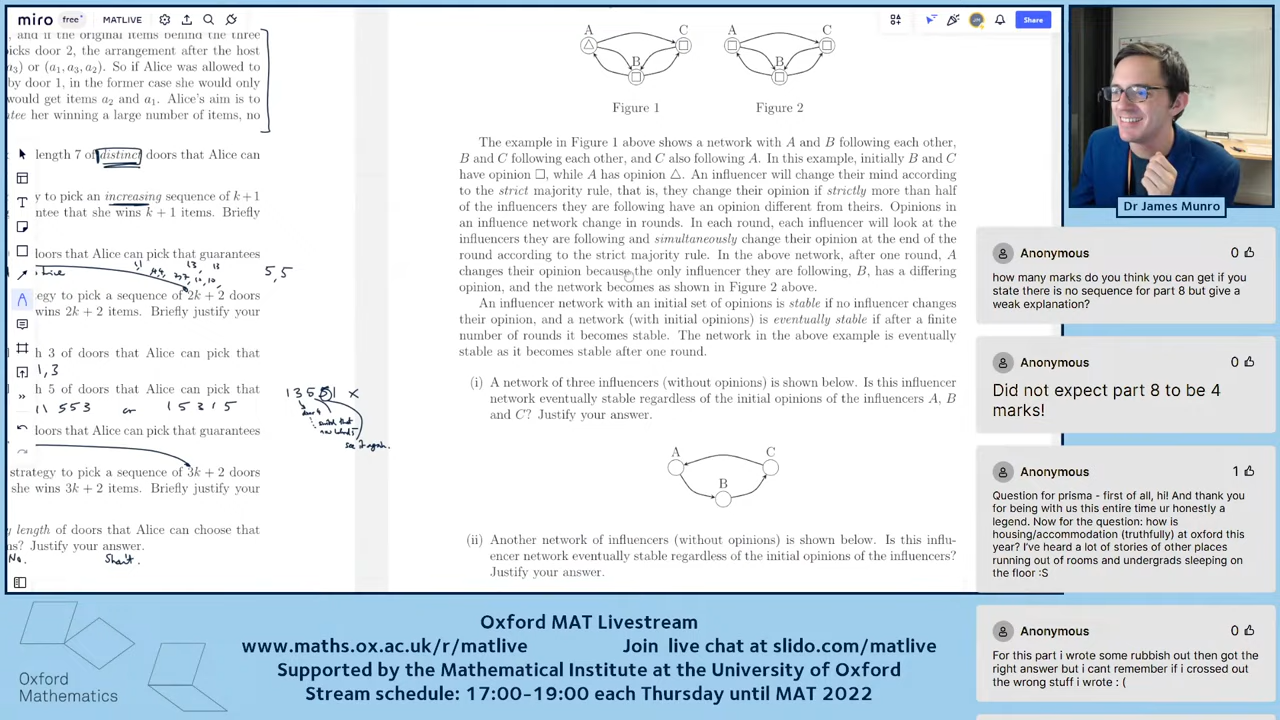 miro free MATLIVE
Share
, and if the original items behind the three
picks door 2, the arrangement after the host
a₃) or (a₁, a₃, a₂). So if Alice was allowed to
by door 1, in the former case she would only
would get items a₂ and a₁. Alice's aim is to
tee her winning a large number of items, no
length 7 of distinct doors that Alice can
y to pick an increasing sequence of k+1
ntee that she wins k + 1 items. Briefly
doors that Alice can pick that guarantees
5,5
tegy to pick a sequence of 2k + 2 doors
wins 2k + 2 items. Briefly justify your
h 3 of doors that Alice can pick that
1,3
h 5 of doors that Alice can pick that
11 553 or 15315
loors that Alice can pick that guarantees
strategy to pick a sequence of 3k + 2 doors
she wins 3k + 2 items. Briefly justify your
y length of doors that Alice can choose that
ns? Justify your answer.
No. Short.
13551 x
see 2 again.
A C A C
B B
Figure 1 Figure 2
The example in Figure 1 above shows a network with A and B following each other,
B and C following each other, and C also following A. In this example, initially B and C
have opinion □, while A has opinion △. An influencer will change their mind according
to the strict majority rule, that is, they change their opinion if strictly more than half
of the influencers they are following have an opinion different from theirs. Opinions in
an influence network change in rounds. In each round, each influencer will look at the
influencers they are following and simultaneously change their opinion at the end of the
round according to the strict majority rule. In the above network, after one round, A
changes their opinion because the only influencer they are following, B, has a differing
opinion, and the network becomes as shown in Figure 2 above.
An influencer network with an initial set of opinions is stable if no influencer changes
their opinion, and a network (with initial opinions) is eventually stable if after a finite
number of rounds it becomes stable. The network in the above example is eventually
stable as it becomes stable after one round.
(i) A network of three influencers (without opinions) is shown below. Is this influencer
network eventually stable regardless of the initial opinions of the influencers A, B
and C? Justify your answer.
A C
B
(ii) Another network of influencers (without opinions) is shown below. Is this influ-
encer network eventually stable regardless of the initial opinions of the influencers?
Justify your answer.
Dr James Munro
Anonymous 0
how many marks do you think you can get if you
state there is no sequence for part 8 but give a
weak explanation?
Anonymous 0
Did not expect part 8 to be 4
marks!
Anonymous 1
Question for prisma - first of all, hi! And thank you
for being with us this entire time ur honestly a
legend. Now for the question: how is
housing/accommodation (truthfully) at oxford this
year? I've heard a lot of stories of other places
running out of rooms and undergrads sleeping on
the floor :S
Anonymous 0
For this part i wrote some rubbish out then got the
right answer but i cant remember if i crossed out
the wrong stuff i wrote : (
Anonymous 0
Oxford
Mathematics
Oxford MAT Livestream
www.maths.ox.ac.uk/r/matlive Join live chat at slido.com/matlive
Supported by the Mathematical Institute at the University of Oxford
Stream schedule: 17:00-19:00 each Thursday until MAT 2022